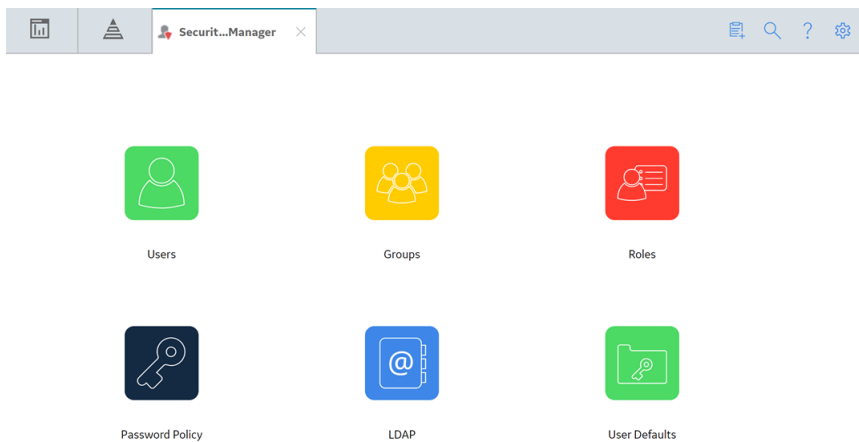 Securit...Manager
Users
Groups
Roles
Password Policy
LDAP
User Defaults